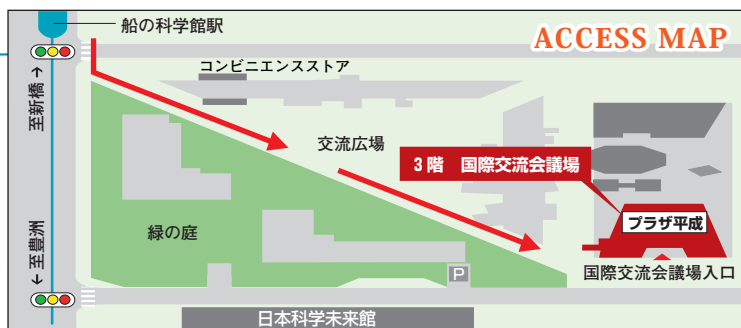 船の科学館駅
ACCESS MAP
コンビニエンスストア
至新橋→
交流広場
3階 国際交流会議場
プラザ平成
緑の庭
←至豊洲
P
国際交流会議場入口
日本科学未来館